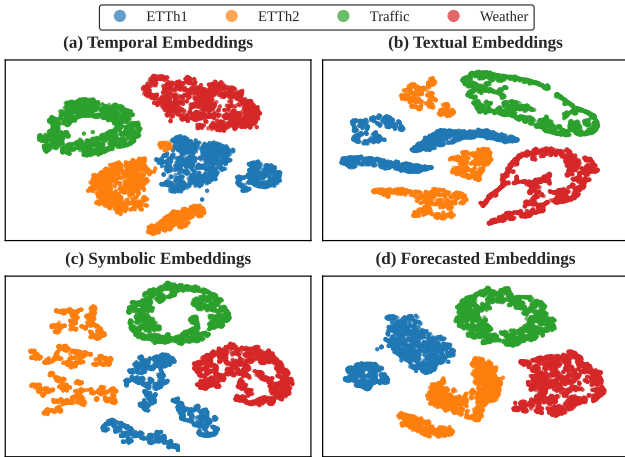 ETTh1 ETTh2 Traffic Weather
(a) Temporal Embeddings (b) Textual Embeddings
(c) Symbolic Embeddings (d) Forecasted Embeddings